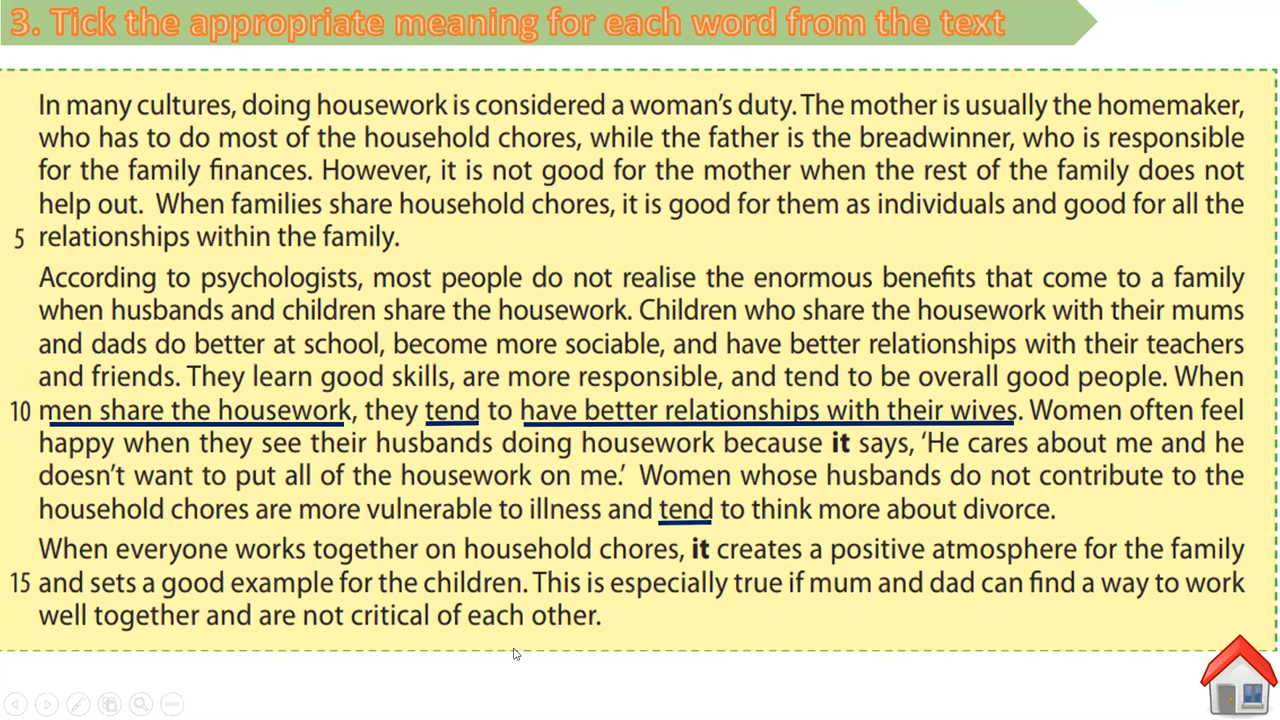 3. Tick the appropriate meaning for each word from the text
In many cultures, doing housework is considered a woman's duty. The mother is usually the homemaker,
who has to do most of the household chores, while the father is the breadwinner, who is responsible
for the family finances. However, it is not good for the mother when the rest of the family does not
help out. When families share household chores, it is good for them as individuals and good for all the
5 relationships within the family.
According to psychologists, most people do not realise the enormous benefits that come to a family
when husbands and children share the housework. Children who share the housework with their mums
and dads do better at school, become more sociable, and have better relationships with their teachers
and friends. They learn good skills, are more responsible, and tend to be overall good people. When
10 men share the housework, they tend to have better relationships with their wives. Women often feel
happy when they see their husbands doing housework because it says, 'He cares about me and he
doesn't want to put all of the housework on me.' Women whose husbands do not contribute to the
household chores are more vulnerable to illness and tend to think more about divorce.
When everyone works together on household chores, it creates a positive atmosphere for the family
15 and sets a good example for the children. This is especially true if mum and dad can find a way to work
well together and are not critical of each other.